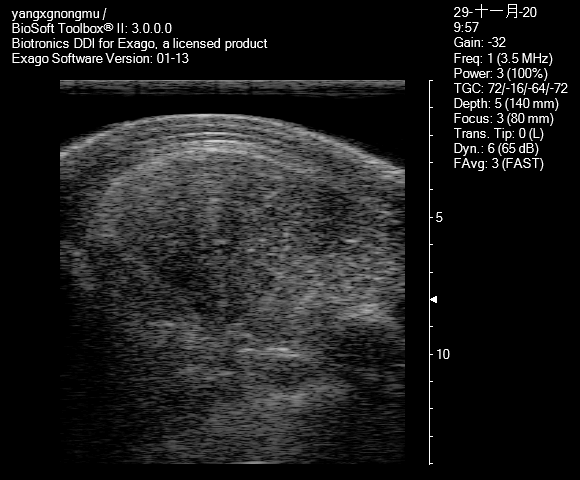 yangxgnongmu /
BioSoft Toolbox® II: 3.0.0.0
Biotronics DDI for Exago, a licensed product
Exago Software Version: 01-13
29-十一月-20
9:57
Gain: -32
Freq: 1 (3.5 MHz)
Power: 3 (100%)
TGC: 72/-16/-64/-72
Depth: 5 (140 mm)
Focus: 3 (80 mm)
Trans. Tip: 0 (L)
Dyn.: 6 (65 dB)
FAvg: 3 (FAST)
5
10